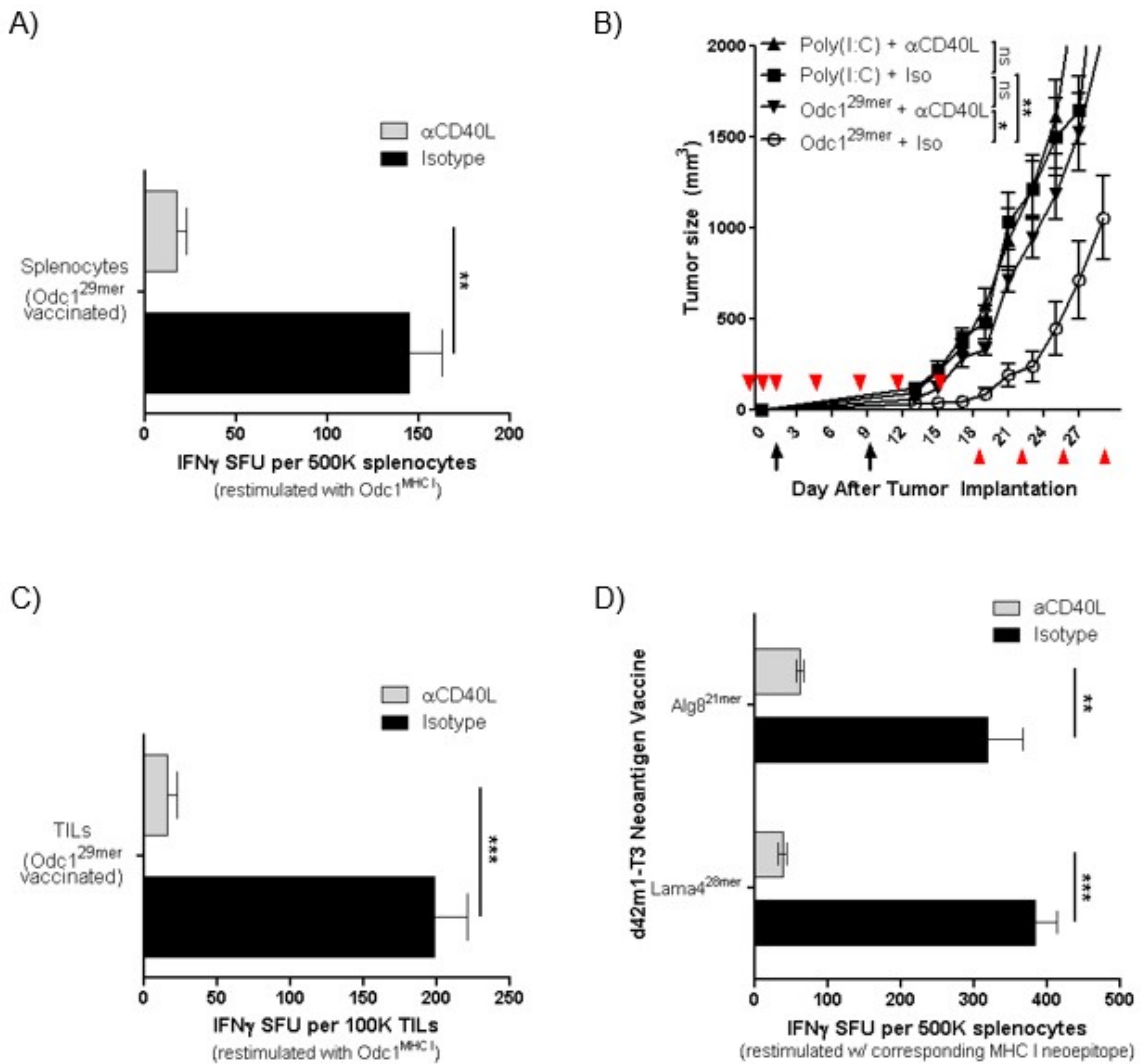 A)
αCD40L
Isotype
Splenocytes
(Odc1^29mer
vaccinated)
**
0 50 100 150 200
IFNγ SFU per 500K splenocytes
(restimulated with Odc1^MHC I)
B)
Poly(I:C) + αCD40L
Poly(I:C) + Iso
Odc1^29mer + αCD40L
Odc1^29mer + Iso
ns
ns
*
**
Tumor size (mm³)
2000
1500
1000
500
0
0 3 6 9 12 15 18 21 24 27
Day After Tumor Implantation
C)
αCD40L
Isotype
TILs
(Odc1^29mer
vaccinated)
***
0 50 100 150 200 250
IFNγ SFU per 100K TILs
(restimulated with Odc1^MHC I)
D)
aCD40L
Isotype
d42m1-T3 Neoantigen Vaccine
Alg8^21mer
**
Lama4^28mer
***
0 100 200 300 400 500
IFNγ SFU per 500K splenocytes
(restimulated w/ corresponding MHC I neoepitope)